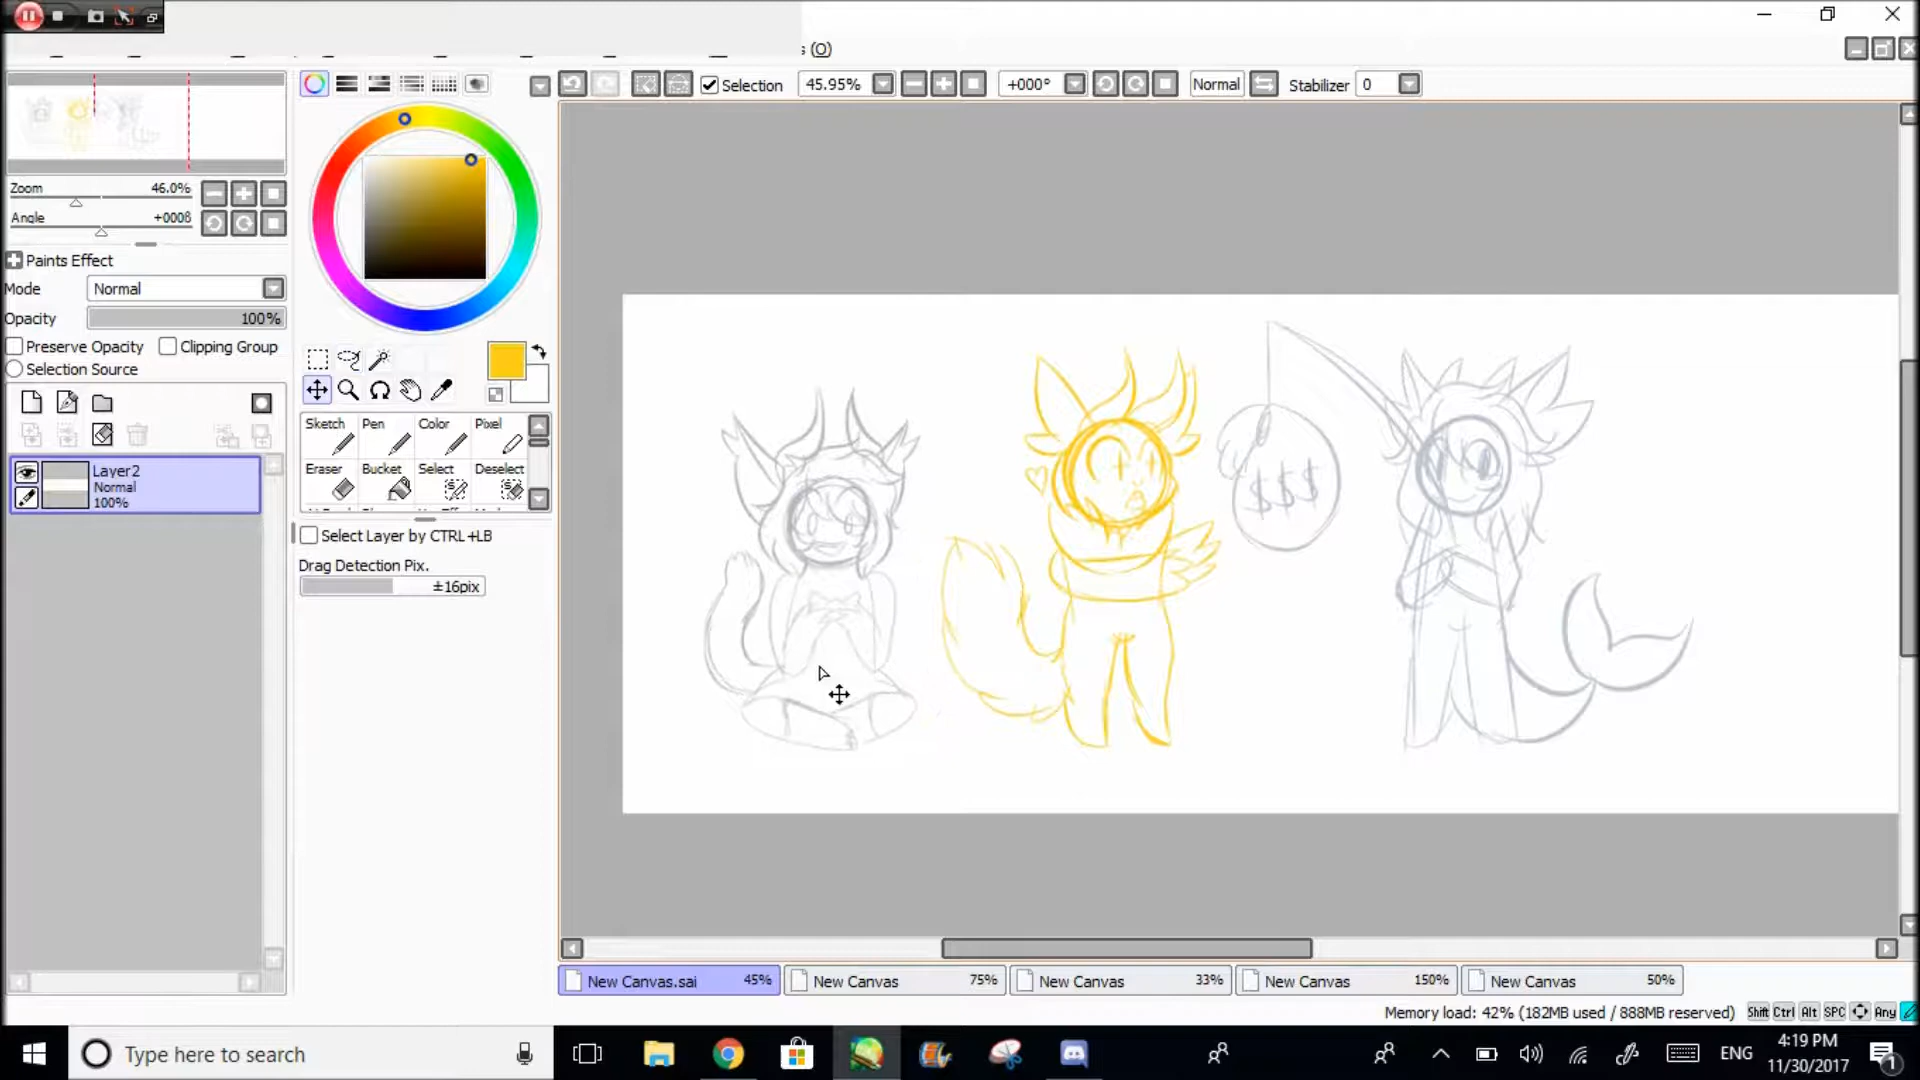 s (O)
Selection
45.95%
+000°
Normal
Stabilizer 0
Zoom 46.0%
Angle +0008
Paints Effect
Mode Normal
Opacity 100%
Preserve Opacity Clipping Group
Selection Source
Layer2
Normal
100%
Sketch Pen Color Pixel
Eraser Bucket Select Deselect
Select Layer by CTRL+LB
Drag Detection Pix.
±16pix
$$$
New Canvas.sai 45% New Canvas 75% New Canvas 33% New Canvas 150% New Canvas 50%
Memory load: 42% (182MB used / 888MB reserved) Shift Ctrl Alt SPC Any
Type here to search
ENG
4:19 PM
11/30/2017
1